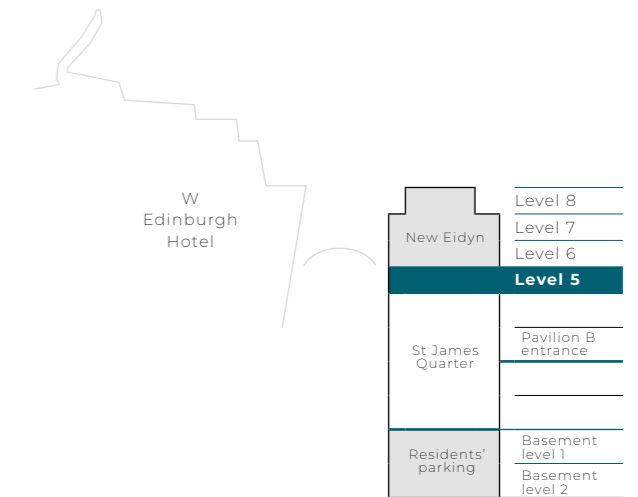 W
Edinburgh
Hotel
New Eidyn
St James
Quarter
Residents’
parking
Level 8
Level 7
Level 6
Level 5
Pavilion B
entrance
Basement
level 1
Basement
level 2